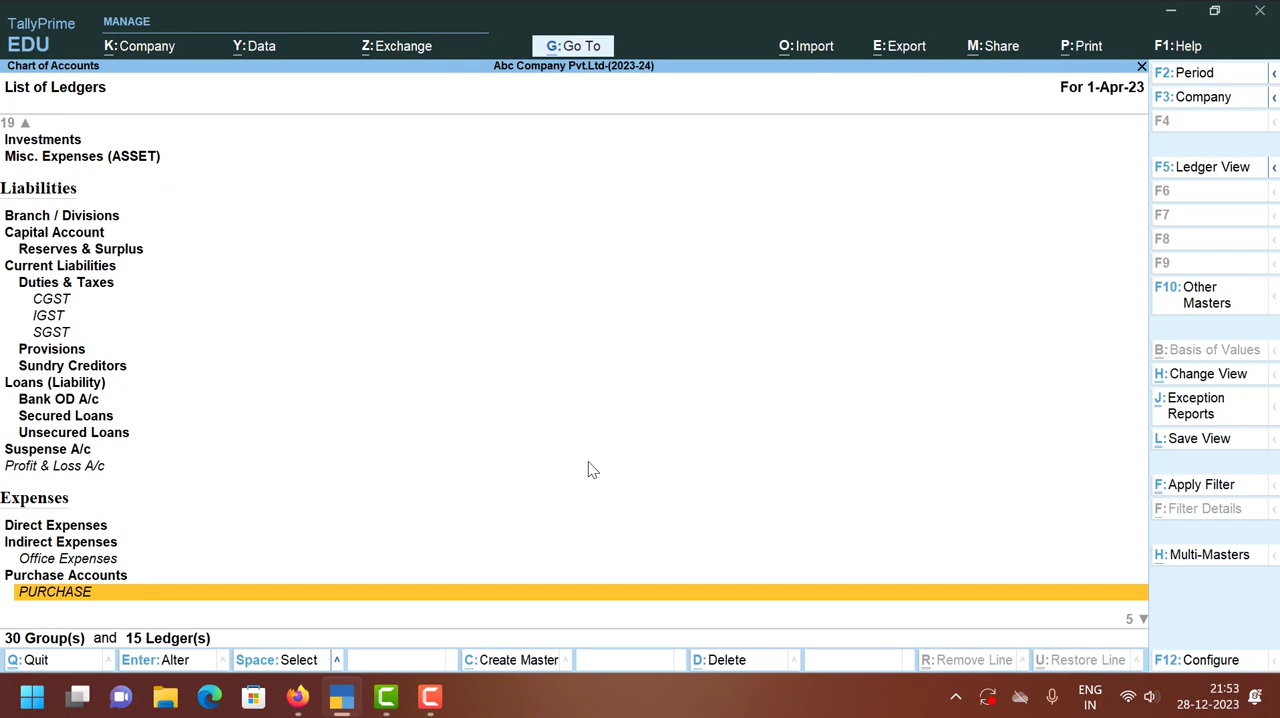 TallyPrime
EDU
MANAGE
K:Company
Y:Data
Z:Exchange
G:Go To
O:Import
E:Export
M:Share
P:Print
F1:Help
Chart of Accounts
Abc Company Pvt.Ltd-(2023-24)
List of Ledgers
For 1-Apr-23
19
Investments
Misc. Expenses (ASSET)
Liabilities
Branch / Divisions
Capital Account
Reserves & Surplus
Current Liabilities
Duties & Taxes
CGST
IGST
SGST
Provisions
Sundry Creditors
Loans (Liability)
Bank OD A/c
Secured Loans
Unsecured Loans
Suspense A/c
Profit & Loss A/c
Expenses
Direct Expenses
Indirect Expenses
Office Expenses
Purchase Accounts
PURCHASE
5
30 Group(s) and 15 Ledger(s)
F2:Period
F3:Company
F4
F5:Ledger View
F6
F7
F8
F9
F10:Other
Masters
B:Basis of Values
H:Change View
J:Exception
Reports
L:Save View
F:Apply Filter
F:Filter Details
H:Multi-Masters
F12:Configure
Q:Quit
Enter:Alter
Space:Select
C:Create Master
D:Delete
R:Remove Line
U:Restore Line
ENG
IN
21:53
28-12-2023